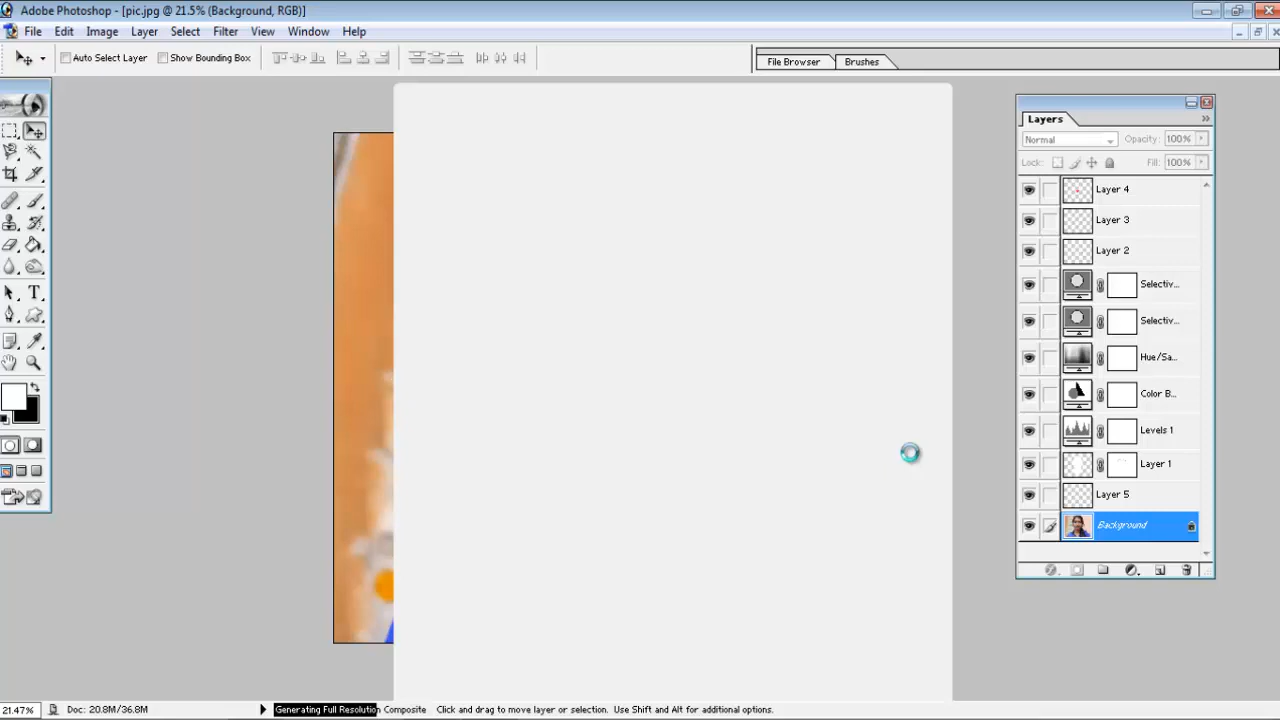 Adobe Photoshop - [pic.jpg @ 21.5% (Background, RGB)]
File Edit Image Layer Select Filter View Window Help
Auto Select Layer Show Bounding Box
File Browser Brushes
Layers
Normal Opacity: 100%
Lock: Fill: 100%
Layer 4
Layer 3
Layer 2
Selectiv...
Selectiv...
Hue/Sa...
Color B...
Levels 1
Layer 1
Layer 5
Background
21.47% Doc: 20.8M/36.8M Generating Full Resolution Composite Click and drag to move layer or selection. Use Shift and Alt for additional options.